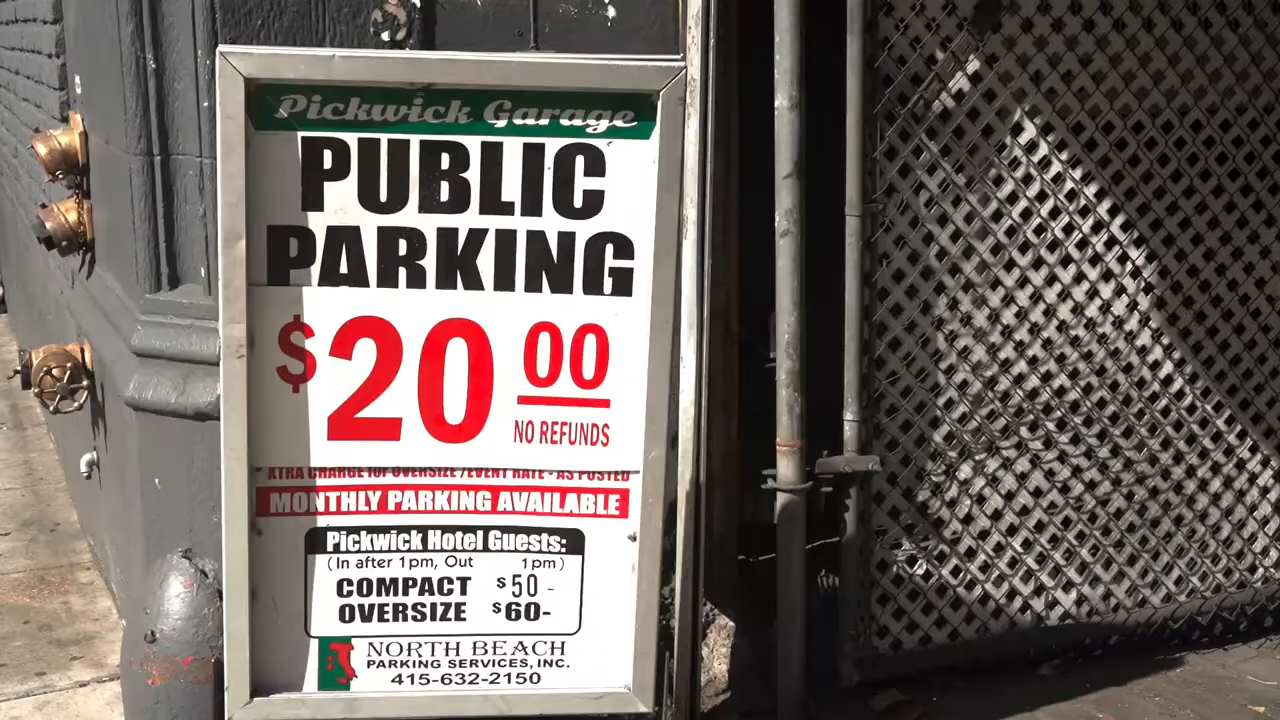 Pickwick Garage
PUBLIC
PARKING
$20 00
NO REFUNDS
* XTRA CHARGE for OVERSIZE / EVENT RATE - AS POSTED
MONTHLY PARKING AVAILABLE
Pickwick Hotel Guests:
(In after 1pm, Out 1pm)
COMPACT $50-
OVERSIZE $60-
NORTH BEACH
PARKING SERVICES, INC.
415-632-2150